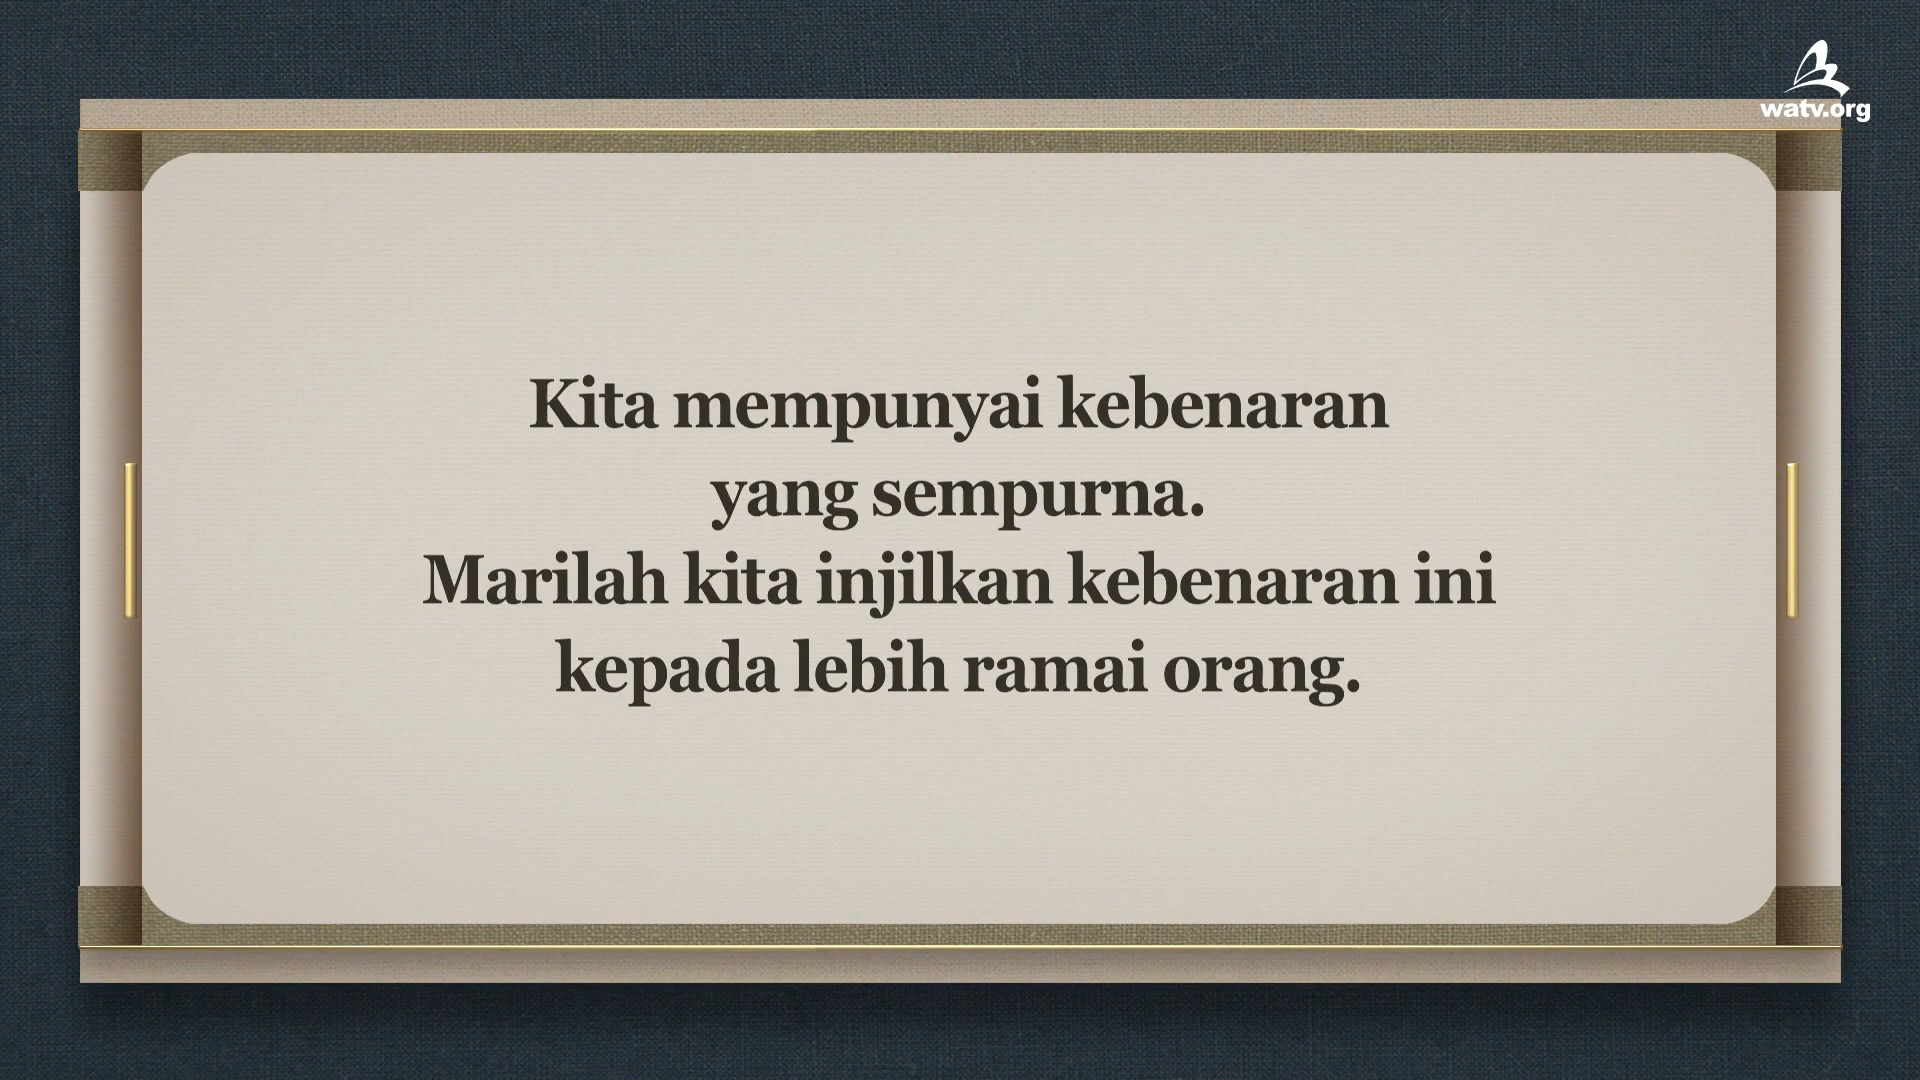 watv.org
Kita mempunyai kebenaran
yang sempurna.
Marilah kita injilkan kebenaran ini
kepada lebih ramai orang.